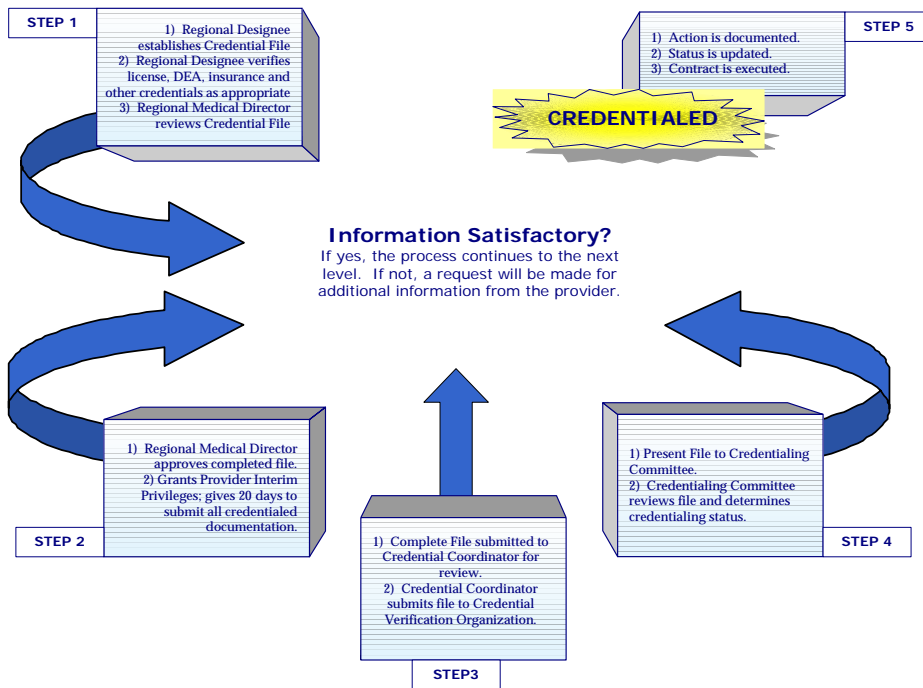 STEP 1
1) Regional Designee
establishes Credential File
2) Regional Designee verifies
license, DEA, insurance and
other credentials as appropriate
3) Regional Medical Director
reviews Credential File
STEP 5
1) Action is documented.
2) Status is updated.
3) Contract is executed.
CREDENTIALED
Information Satisfactory?
If yes, the process continues to the next
level. If not, a request will be made for
additional information from the provider.
1) Regional Medical Director
approves completed file.
2) Grants Provider Interim
Privileges; gives 20 days to
submit all credentialed
documentation.
STEP 2
1) Complete File submitted to
Credential Coordinator for
review.
2) Credential Coordinator
submits file to Credential
Verification Organization.
STEP3
1) Present File to Credentialing
Committee.
2) Credentialing Committee
reviews file and determines
credentialing status.
STEP 4